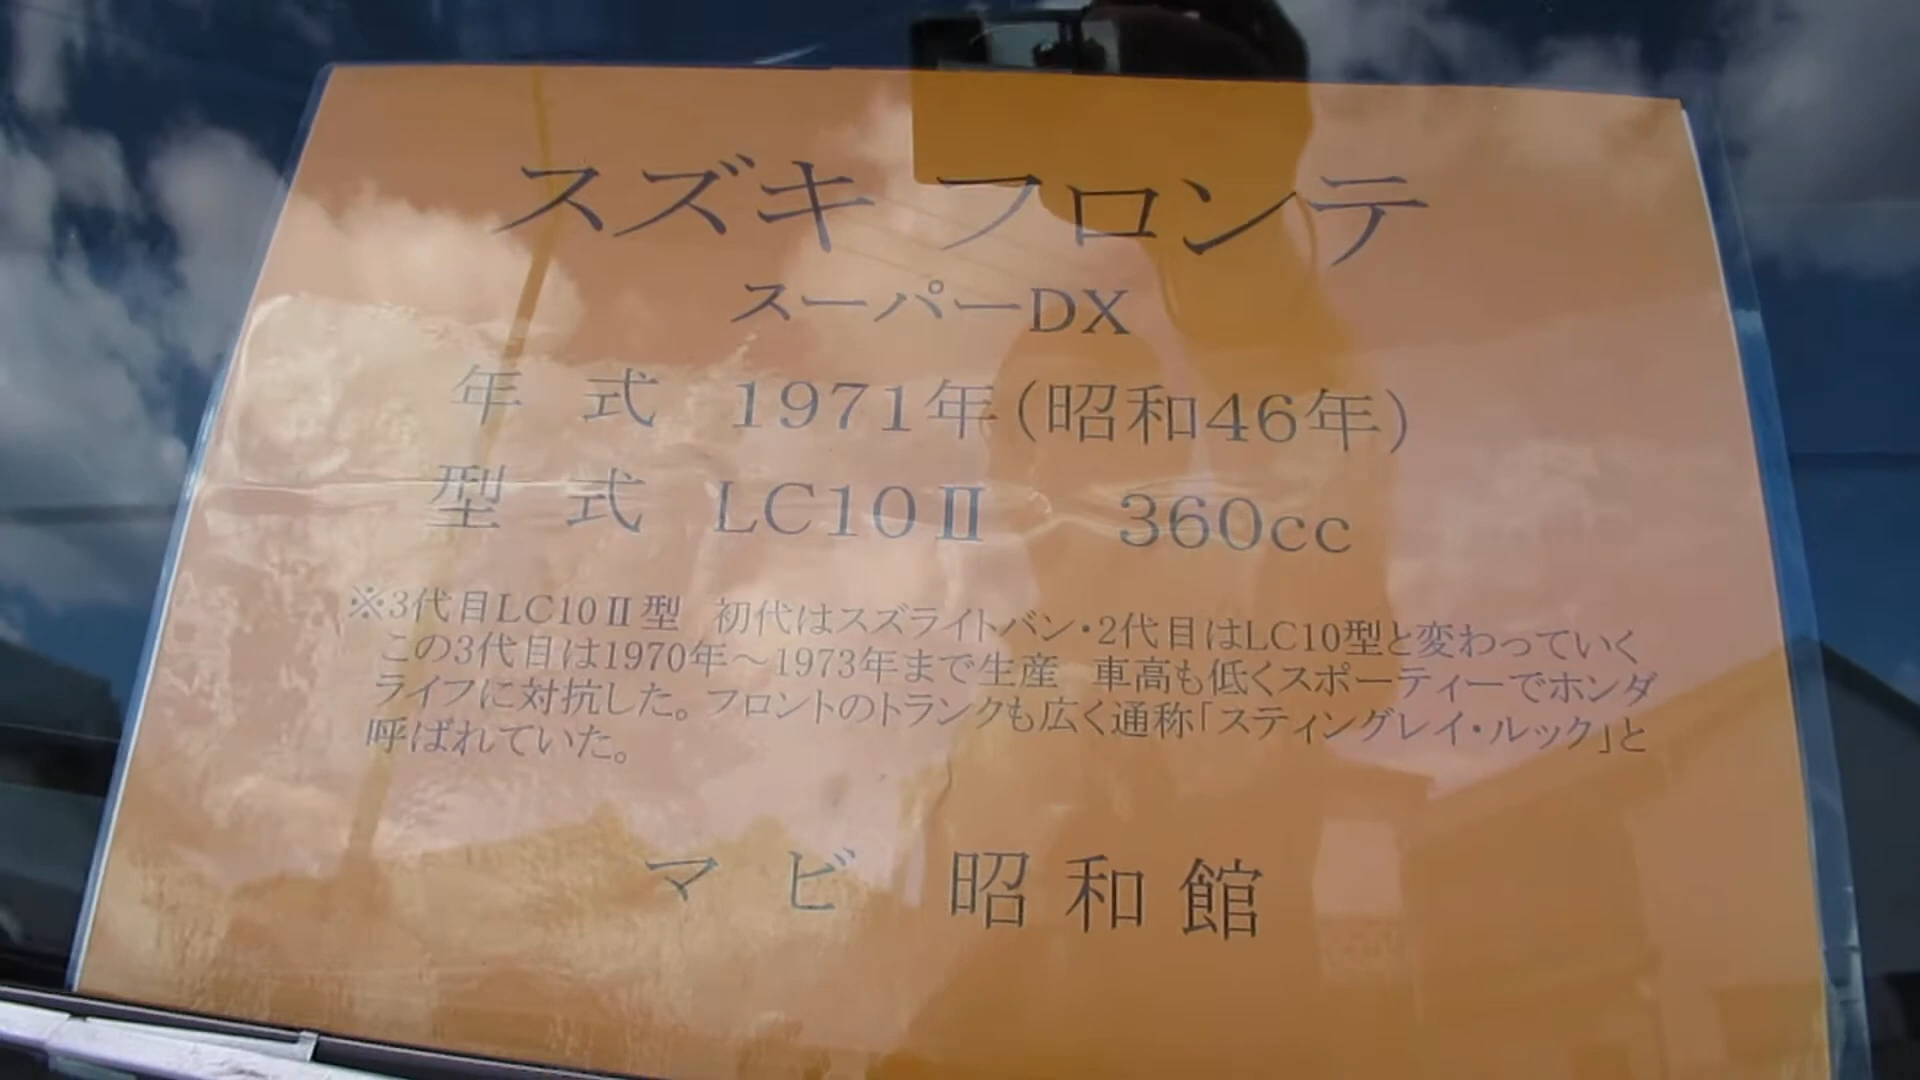 スズキ フロンテ
スーパーDX
年 式 1971年(昭和46年)
型 式 LC10Ⅱ 360cc
※3代目LC10Ⅱ型 初代はスズライトバン・2代目はLC10型と変わっていく
この3代目は1970年～1973年まで生産 車高も低くスポーティーでホンダ
ライフに対抗した。フロントのトランクも広く通称「スティングレイ・ルック」と
呼ばれていた。
マ ビ 昭 和 館